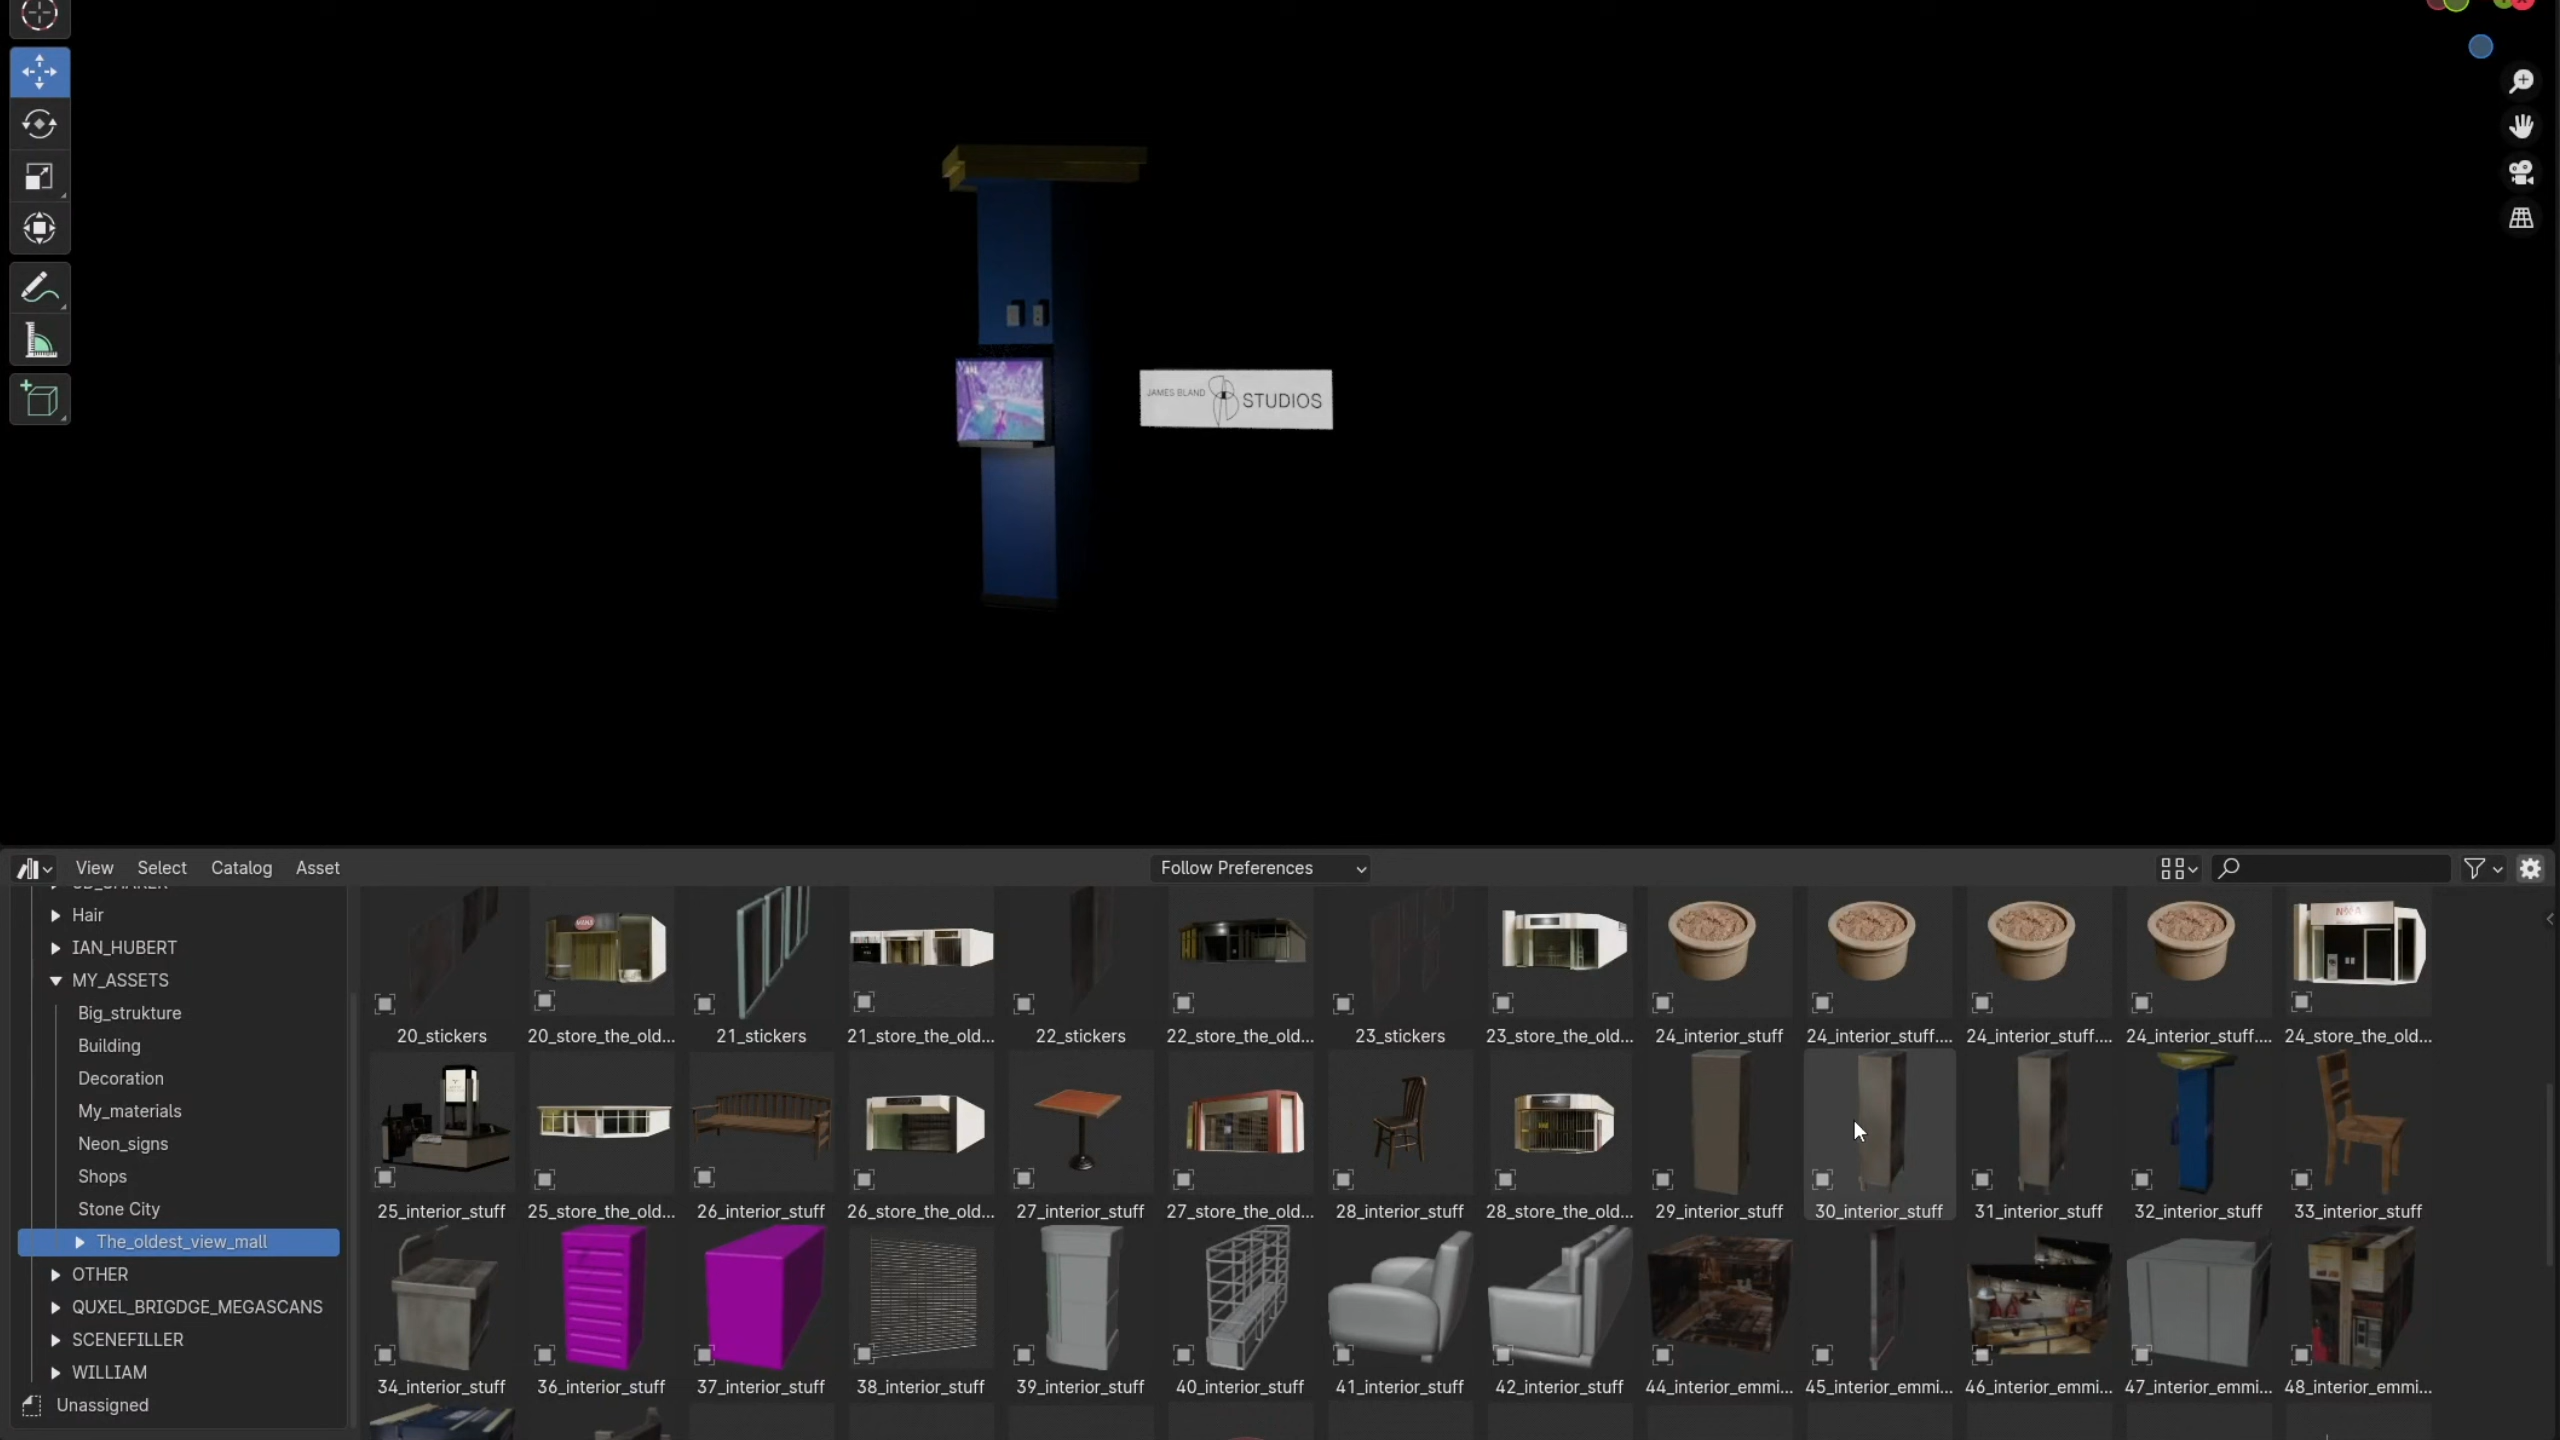 JAMES BLAND STUDIOS
View Select Catalog Asset Follow Preferences
Hair
IAN_HUBERT
MY_ASSETS
Big_strukture
Building
Decoration
My_materials
Neon_signs
Shops
Stone City
The_oldest_view_mall
OTHER
QUXEL_BRIGDGE_MEGASCANS
SCENEFILLER
WILLIAM
Unassigned
20_stickers 20_store_the_old... 21_stickers 21_store_the_old... 22_stickers 22_store_the_old... 23_stickers 23_store_the_old... 24_interior_stuff 24_interior_stuff.... 24_interior_stuff.... 24_interior_stuff.... 24_store_the_old...
25_interior_stuff 25_store_the_old... 26_interior_stuff 26_store_the_old... 27_interior_stuff 27_store_the_old... 28_interior_stuff 28_store_the_old... 29_interior_stuff 30_interior_stuff 31_interior_stuff 32_interior_stuff 33_interior_stuff
34_interior_stuff 36_interior_stuff 37_interior_stuff 38_interior_stuff 39_interior_stuff 40_interior_stuff 41_interior_stuff 42_interior_stuff 44_interior_emmi... 45_interior_emmi... 46_interior_emmi... 47_interior_emmi... 48_interior_emmi...